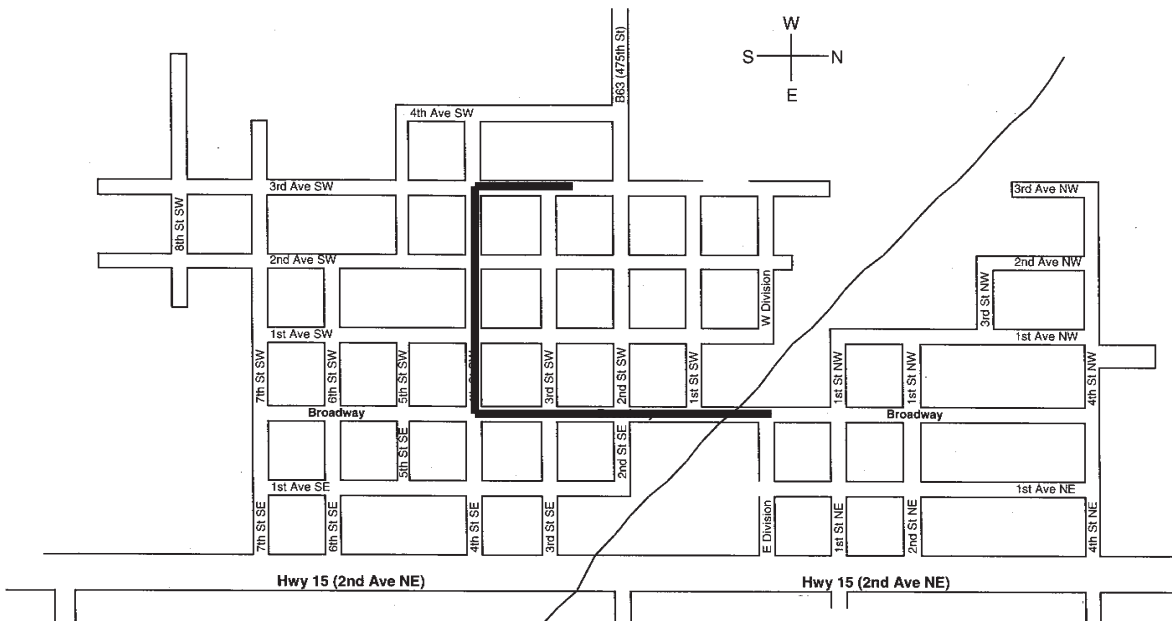 W
S N
E
B63 (475th St)
4th Ave SW
3rd Ave SW
3rd Ave NW
8th St SW
2nd Ave SW
2nd Ave NW
W Division
3rd St NW
1st Ave SW
1st Ave NW
7th St SW
6th St SW
5th St SW
3rd St SW
2nd St SW
1st St SW
1st St NW
1st St NW
4th St NW
Broadway
Broadway
5th St SE
2nd St SE
1st Ave SE
1st Ave NE
7th St SE
6th St SE
4th St SE
3rd St SE
E Division
1st St NE
2nd St NE
4th St NE
Hwy 15 (2nd Ave NE)
Hwy 15 (2nd Ave NE)